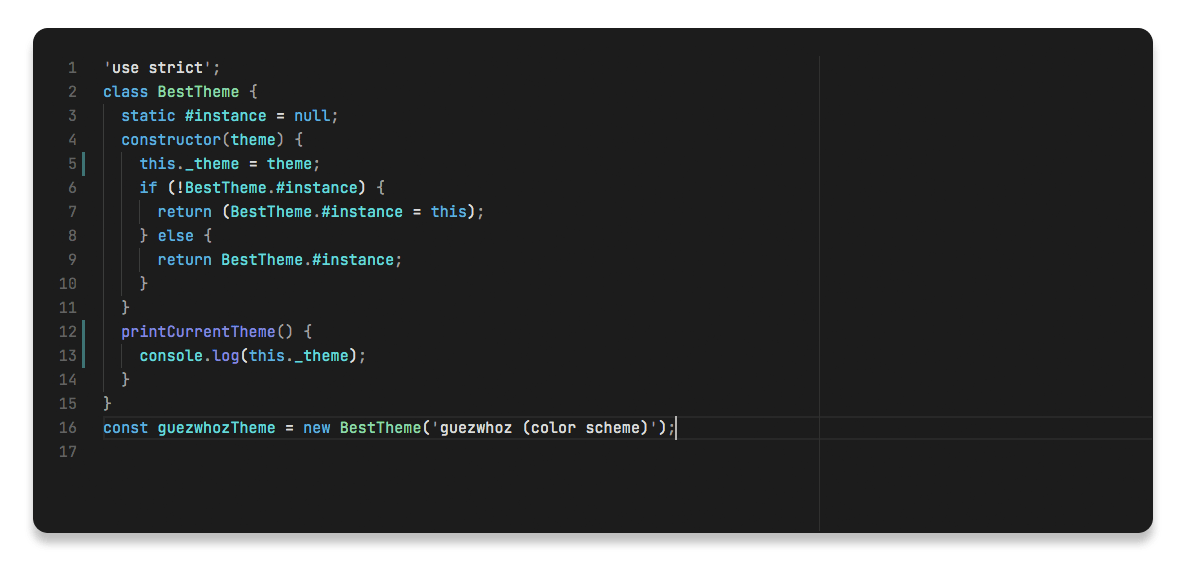 1 'use strict';
2 class BestTheme {
3 static #instance = null;
4 constructor(theme) {
5 this._theme = theme;
6 if (!BestTheme.#instance) {
7 return (BestTheme.#instance = this);
8 } else {
9 return BestTheme.#instance;
10 }
11 }
12 printCurrentTheme() {
13 console.log(this._theme);
14 }
15 }
16 const guezwhozTheme = new BestTheme('guezwhoz (color scheme)');
17